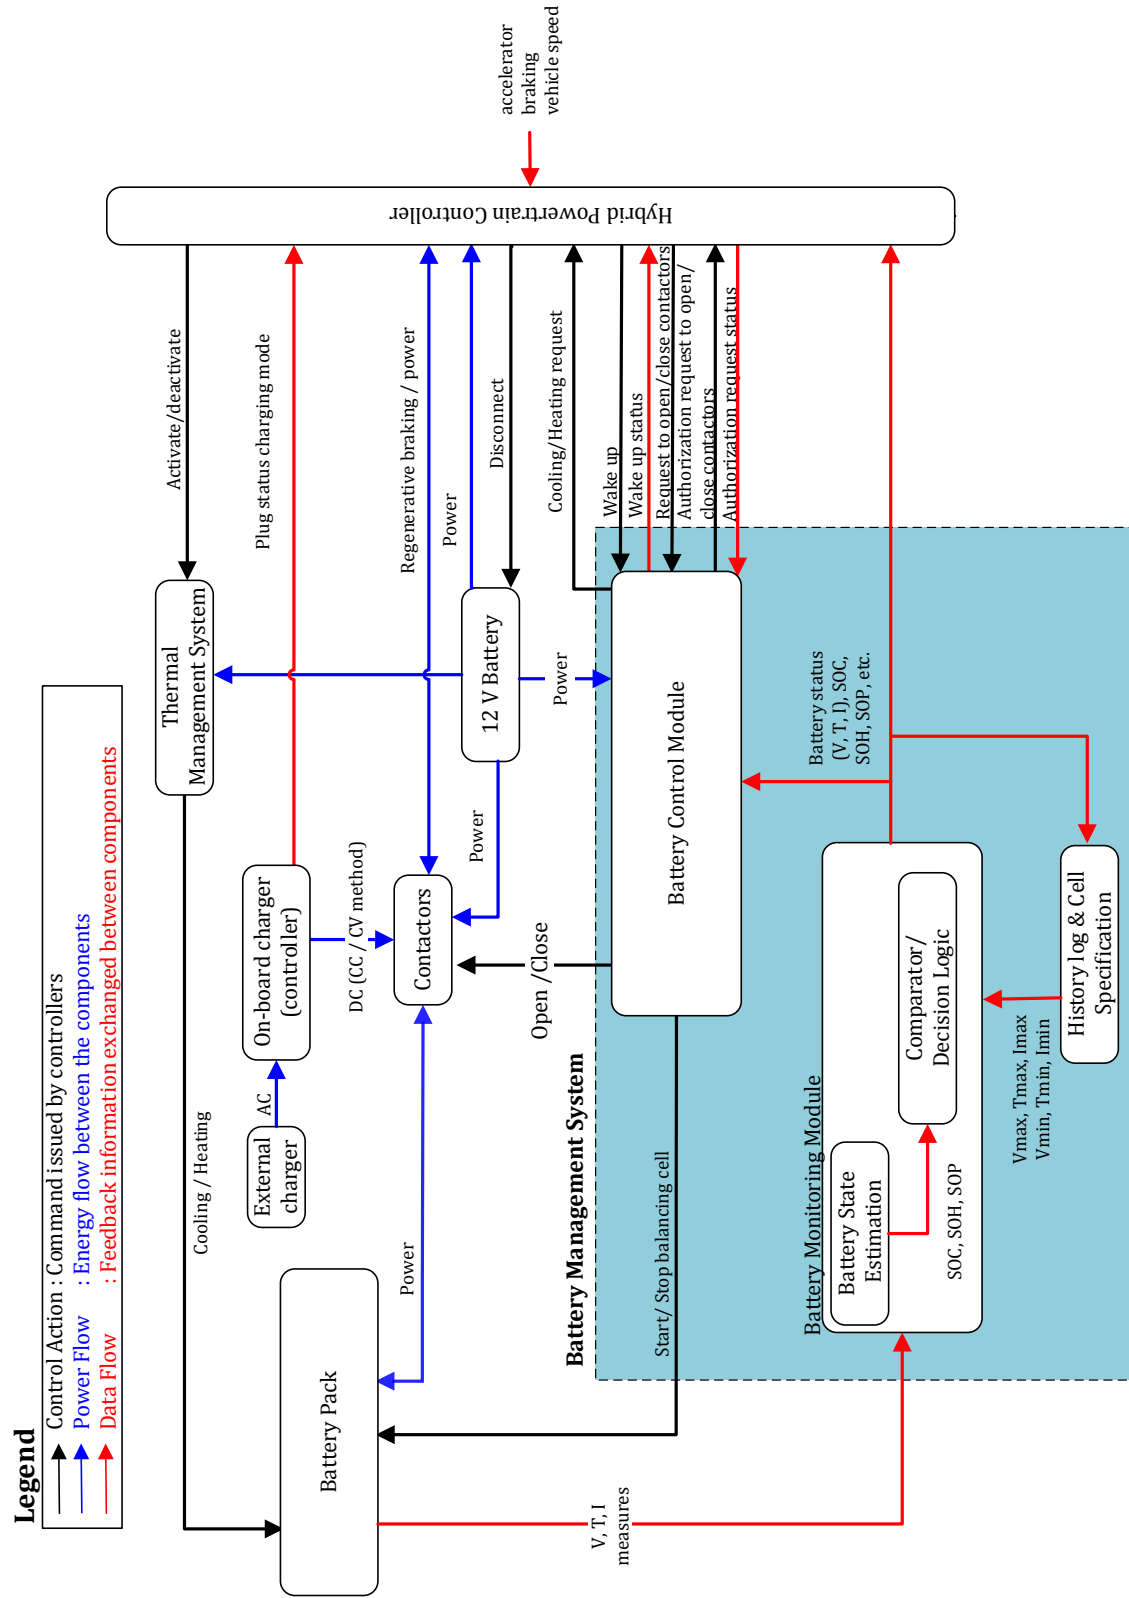 Legend
Control Action : Command issued by controllers
Power Flow : Energy flow between the components
Data Flow : Feedback information exchanged between components
Cooling / Heating
Thermal
Management System
Activate/deactivate
External
charger
AC
On-board charger
(controller)
Plug status charging mode
DC (CC / CV method)
Battery Pack
Power
Contactors
Regenerative braking / power
Power
12 V Battery
Power
Disconnect
Power
Open /Close
Cooling/Heating request
Wake up
Wake up status
Request to open/close contactors
Authorization request to open/
close contactors
Authorization request status
Hybrid Powertrain Controller
accelerator
braking
vehicle speed
Battery Management System
Start/ Stop balancing cell
Battery Control Module
V, T, I
measures
Battery Monitoring Module
Battery State
Estimation
SOC, SOH, SOP
Comparator/
Decision Logic
Battery status
(V, T, I), SOC,
SOH, SOP, etc.
Vmax, Tmax, Imax
Vmin, Tmin, Imin
History log & Cell
Specification